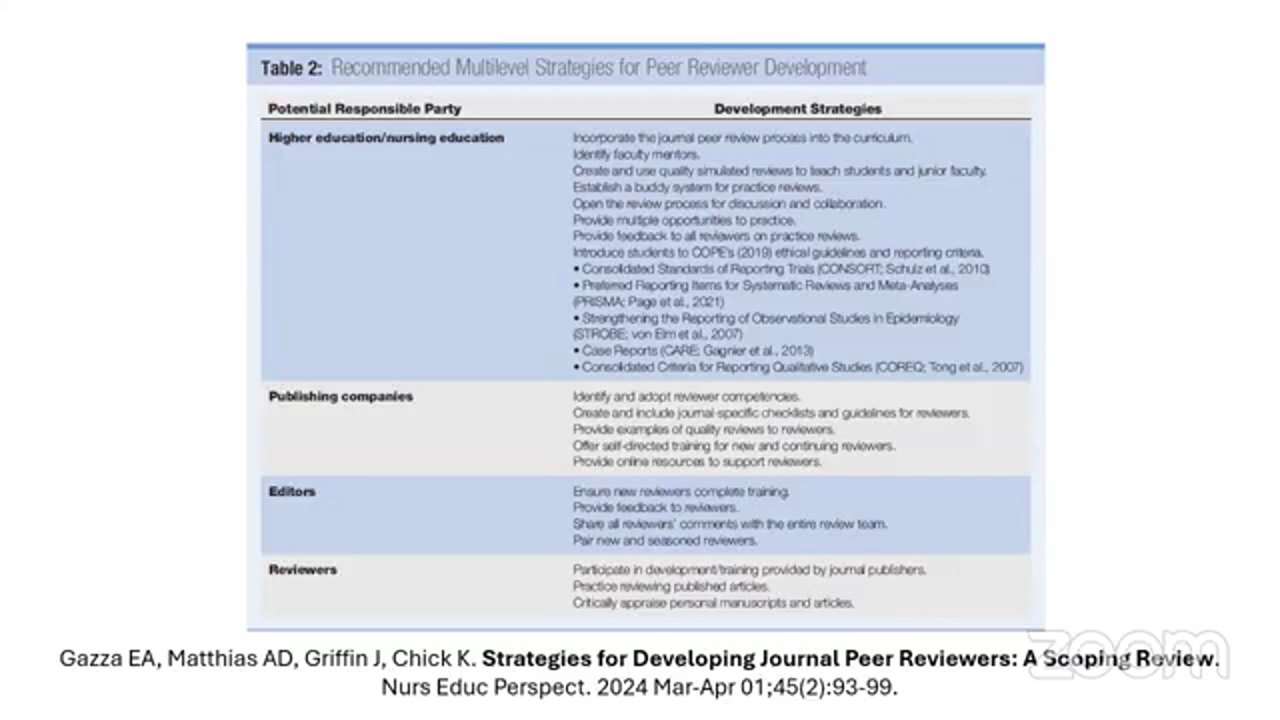 Table 2: Recommended Multilevel Strategies for Peer Reviewer Development
Potential Responsible Party Development Strategies
Higher education/nursing education Incorporate the journal peer review process into the curriculum.
Identify faculty mentors.
Create and use quality simulated reviews to teach students and junior faculty.
Establish a buddy system for practice reviews.
Open the review process for discussion and collaboration.
Provide multiple opportunities to practice.
Provide feedback to all reviewers on practice reviews.
Introduce students to COPE's (2019) ethical guidelines and reporting criteria.
• Consolidated Standards of Reporting Trials (CONSORT; Schulz et al., 2010)
• Preferred Reporting Items for Systematic Reviews and Meta-Analyses
(PRISMA; Page et al., 2021)
• Strengthening the Reporting of Observational Studies in Epidemiology
(STROBE; von Elm et al., 2007)
• Case Reports (CARE; Gagnier et al., 2013)
• Consolidated Criteria for Reporting Qualitative Studies (COREQ; Tong et al., 2007)
Publishing companies Identify and adopt reviewer competencies.
Create and include journal-specific checklists and guidelines for reviewers.
Provide examples of quality reviews to reviewers.
Offer self-directed training for new and continuing reviewers.
Provide online resources to support reviewers.
Editors Ensure new reviewers complete training.
Provide feedback to reviewers.
Share all reviewers' comments with the entire review team.
Pair new and seasoned reviewers.
Reviewers Participate in development/training provided by journal publishers.
Practice reviewing published articles.
Critically appraise personal manuscripts and articles.
Gazza EA, Matthias AD, Griffin J, Chick K. Strategies for Developing Journal Peer Reviewers: A Scoping Review.
Nurs Educ Perspect. 2024 Mar-Apr 01;45(2):93-99.
zoom